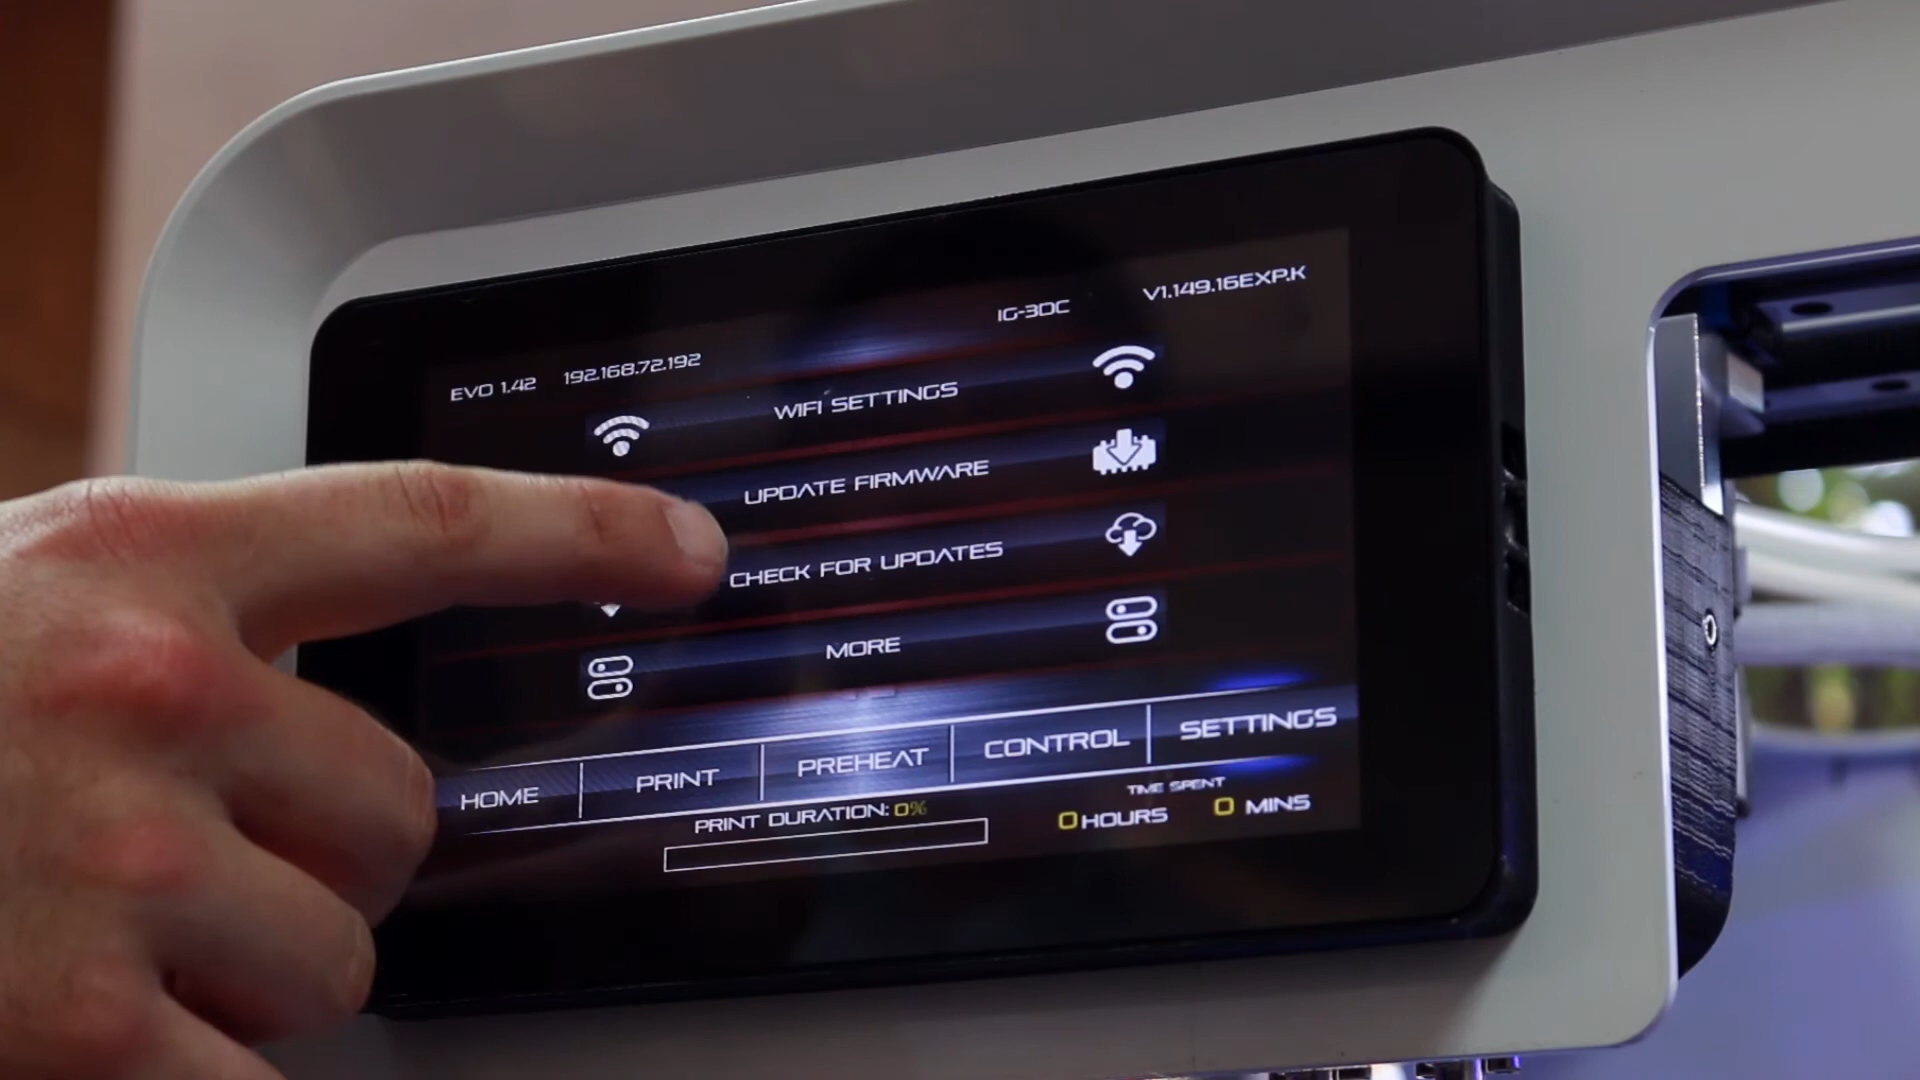 EVO 1.42 192.168.72.192 IG-3DC V1.149.16EXP.K
WIFI SETTINGS
UPDATE FIRMWARE
CHECK FOR UPDATES
MORE
HOME PRINT PREHEAT CONTROL SETTINGS
PRINT DURATION: 0% TIME SPENT
0 HOURS 0 MINS